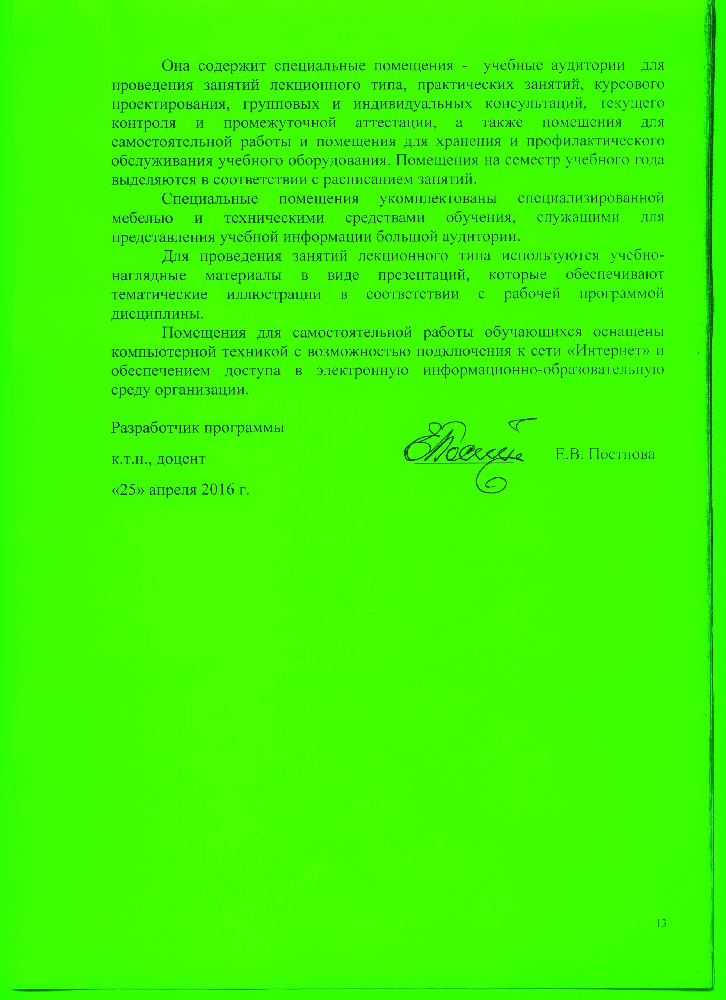 Она содержит специальные помещения - учебные аудитории для
проведения занятий лекционного типа, практических занятий, курсового
проектирования, групповых и индивидуальных консультаций, текущего
контроля и промежуточной аттестации, а также помещения для
самостоятельной работы и помещения для хранения и профилактического
обслуживания учебного оборудования. Помещения на семестр учебного года
выделяются в соответствии с расписанием занятий.
Специальные помещения укомплектованы специализированной
мебелью и техническими средствами обучения, служащими для
представления учебной информации большой аудитории.
Для проведения занятий лекционного типа используются учебно-
наглядные материалы в виде презентаций, которые обеспечивают
тематические иллюстрации в соответствии с рабочей программой
дисциплины.
Помещения для самостоятельной работы обучающихся оснащены
компьютерной техникой с возможностью подключения к сети «Интернет» и
обеспечением доступа в электронную информационно-образовательную
среду организации.
Разработчик программы
к.т.н., доцент
Е.В. Постнова
«25» апреля 2016 г.
13